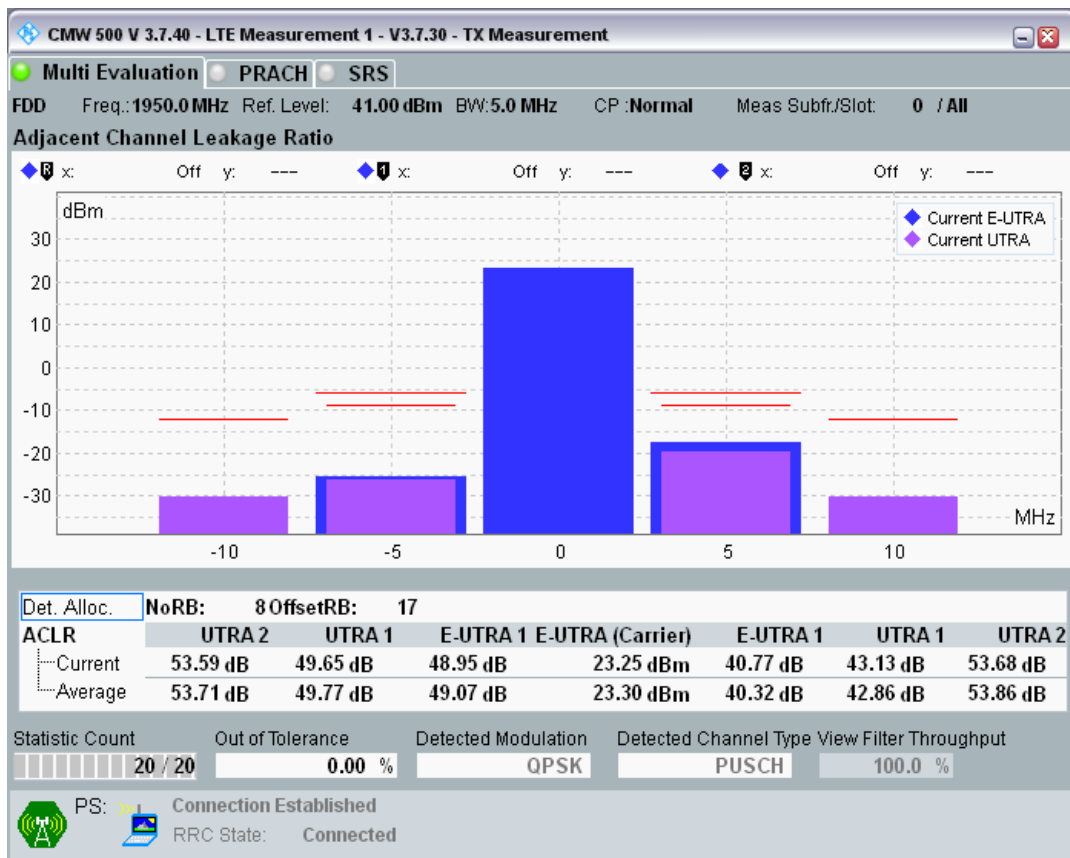 CMW 500 V 3.7.40 - LTE Measurement 1 - V3.7.30 - TX Measurement
Multi Evaluation PRACH SRS
FDD Freq.: 1950.0 MHz Ref. Level: 41.00 dBm BW: 5.0 MHz CP : Normal Meas Subfr./Slot: 0 / All
Adjacent Channel Leakage Ratio
R x: Off y: --- 1 x: Off y: --- 2 x: Off y: ---
dBm
Current E-UTRA
Current UTRA
30
20
10
0
-10
-20
-30
MHz
-10 -5 0 5 10
Det. Alloc. NoRB: 8 OffsetRB: 17
ACLR UTRA 2 UTRA 1 E-UTRA 1 E-UTRA (Carrier) E-UTRA 1 UTRA 1 UTRA 2
Current 53.59 dB 49.65 dB 48.95 dB 23.25 dBm 40.77 dB 43.13 dB 53.68 dB
Average 53.71 dB 49.77 dB 49.07 dB 23.30 dBm 40.32 dB 42.86 dB 53.86 dB
Statistic Count Out of Tolerance Detected Modulation Detected Channel Type View Filter Throughput
20 / 20 0.00 % QPSK PUSCH 100.0 %
PS: Connection Established
RRC State: Connected